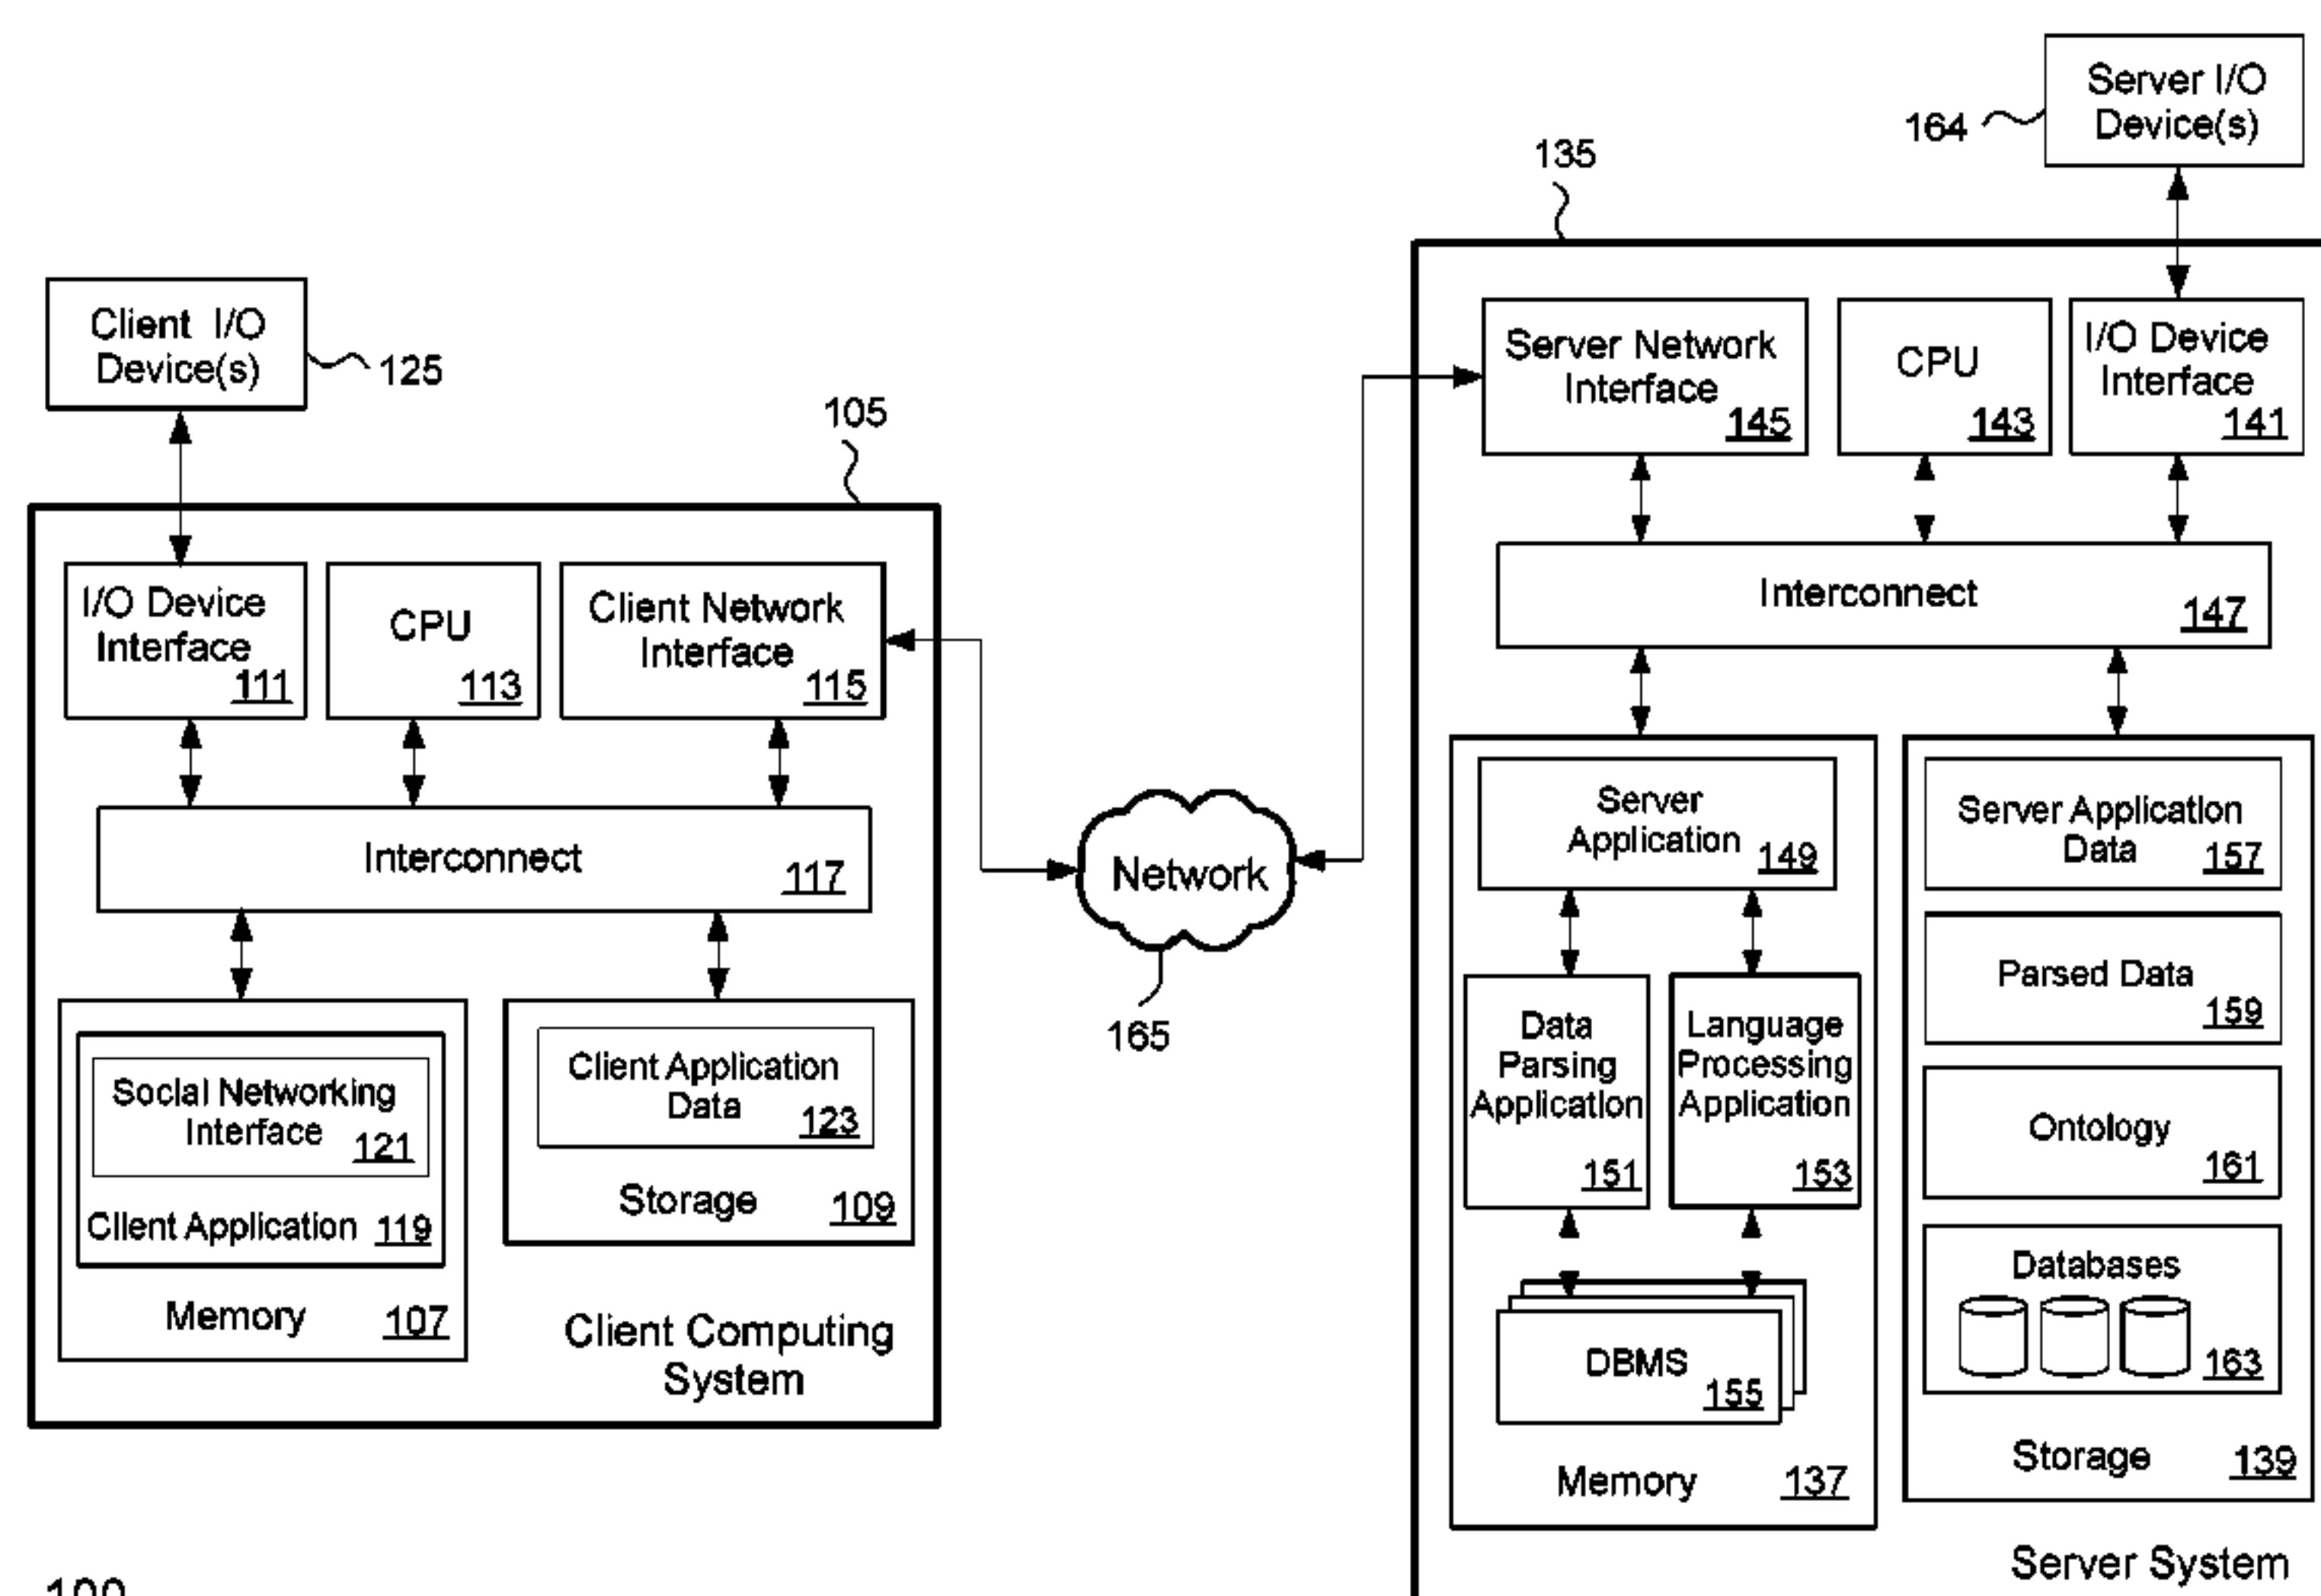 Server I/O
Device(s)
164
135
Client I/O
Device(s)
125
105
Server Network
Interface
145
CPU
143
I/O Device
Interface
141
I/O Device
Interface
111
CPU
113
Client Network
Interface
115
Interconnect
147
Interconnect
117
Network
165
Server
Application
149
Server Application
Data
157
Parsed Data
159
Data
Parsing
Application
151
Language
Processing
Application
153
Ontology
161
Social Networking
Interface
121
Client Application
119
Memory
107
Client Application
Data
123
Storage
109
Client Computing
System
DBMS
155
Memory
137
Databases
163
Storage
139
Server System
100